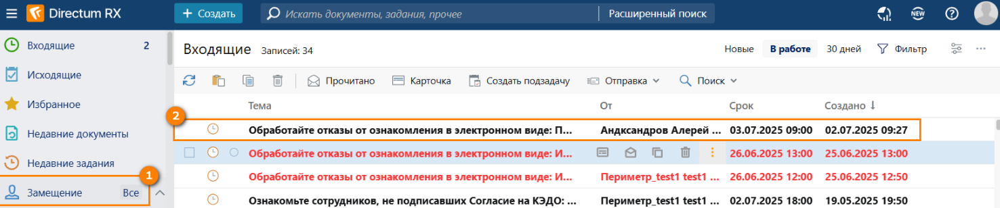 Directum RX
+ Создать
Искать документы, задания, прочее
Расширенный поиск
NEW
?
Входящие 2
Исходящие
Избранное
Недавние документы
Недавние задания
1
Замещение Все
Входящие Записей: 34
Новые В работе 30 дней Фильтр
Прочитано Карточка Создать подзадачу Отправка Поиск
Тема От Срок Создано ↓
2
Обработайте отказы от ознакомления в электронном виде: П... Андксандров Алерей ... 03.07.2025 09:00 02.07.2025 09:27
Обработайте отказы от ознакомления в электронном виде: И... 26.06.2025 13:00 25.06.2025 13:00
Обработайте отказы от ознакомления в электронном виде: И... Периметр_test1 test1 ... 26.06.2025 12:00 25.06.2025 12:50
Ознакомьте сотрудников, не подписавших Согласие на КЭДО: ... Периметр_test1 test1 ... 02.07.2025 18:00 19.05.2025 19:50